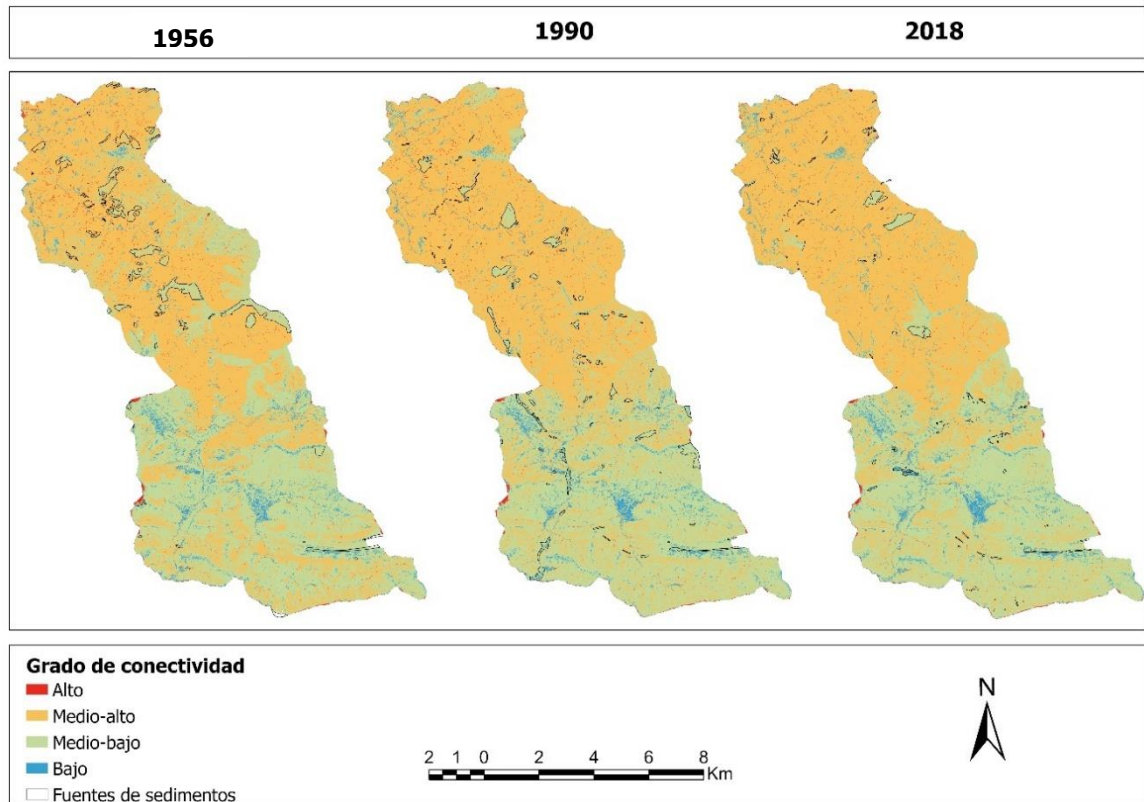 1956 1990 2018
Grado de conectividad
Alto
Medio-alto
Medio-bajo
Bajo
Fuentes de sedimentos
2 1 0 2 4 6 8
Km
N